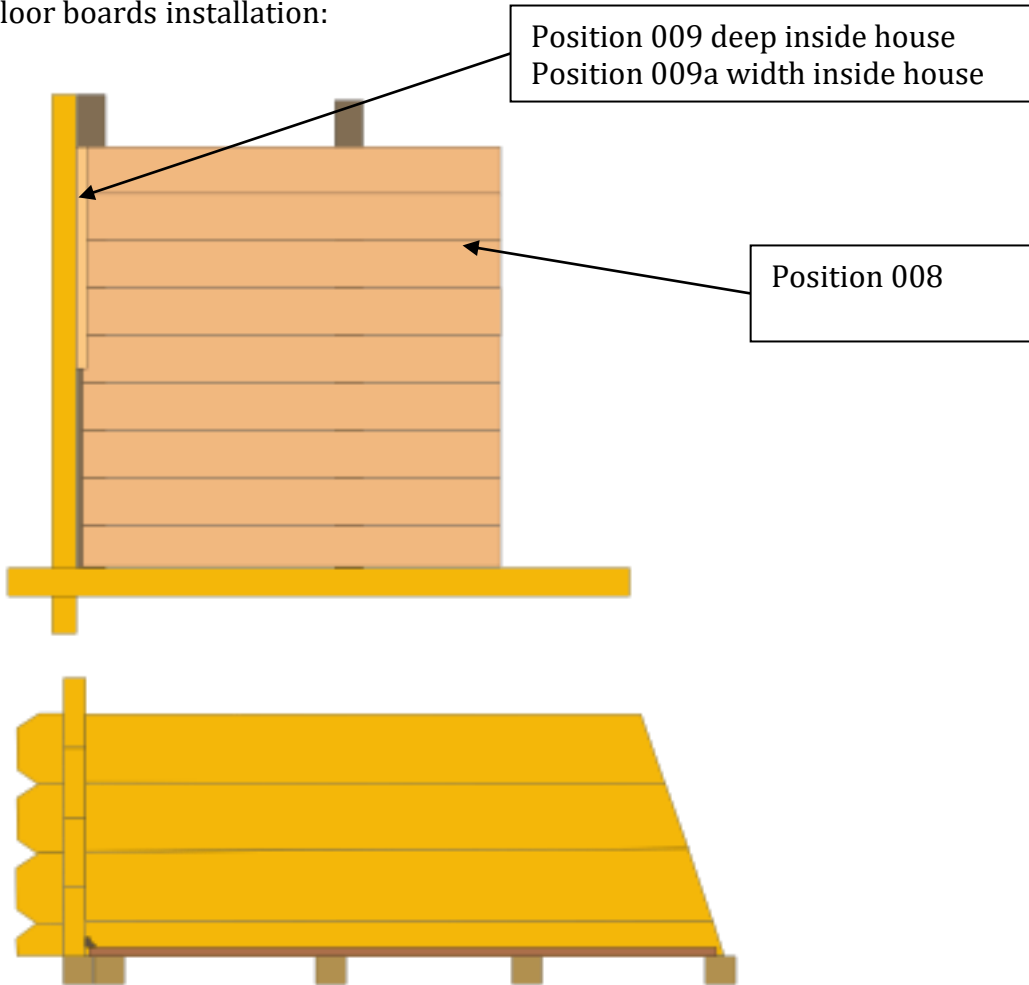 loor boards installation:
Position 009 deep inside house
Position 009a width inside house
Position 008